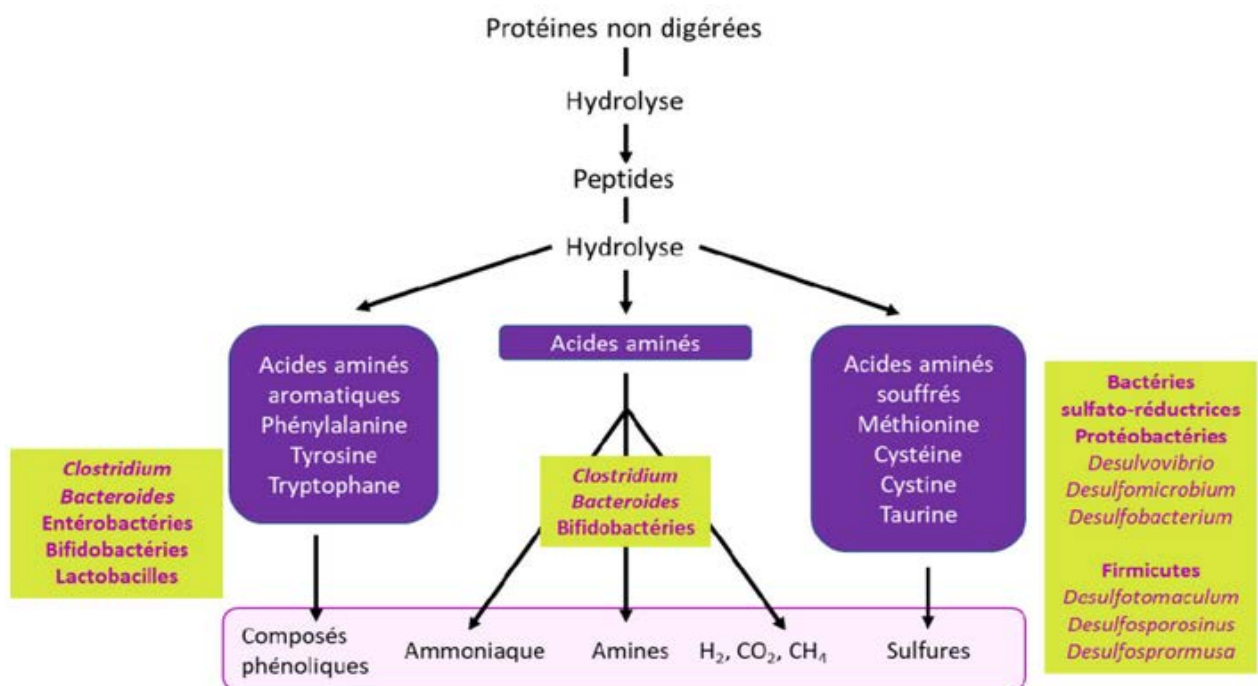 Protéines non digérées
Hydrolyse
Peptides
Hydrolyse
Acides aminés
aromatiques
Phénylalanine
Tyrosine
Tryptophane
Acides aminés
Acides aminés
souffrés
Méthionine
Cystéine
Cystine
Taurine
Clostridium
Bacteroides
Entérobactéries
Bifidobactéries
Lactobacilles
Clostridium
Bacteroides
Bifidobactéries
Bactéries
sulfato-réductrices
Protéobactéries
Desulvovibrio
Desulfomicrobium
Desulfobacterium
Firmicutes
Desulfotomaculum
Desulfosporosinus
Desulfosprormusa
Composés
phénoliques
Ammoniaque
Amines
H₂, CO₂, CH₄
Sulfures